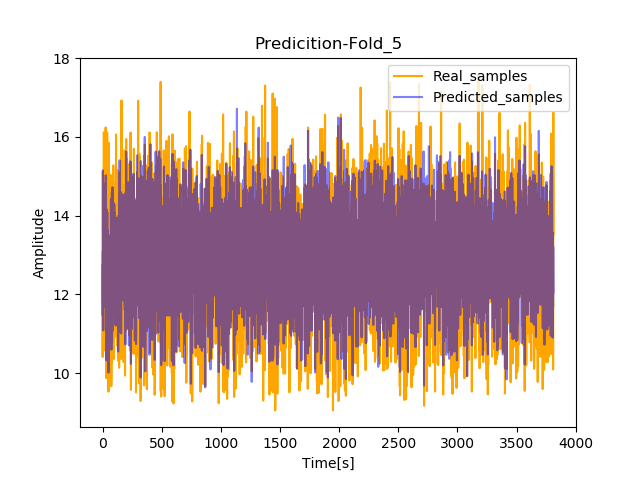 Predicition-Fold_5
Real_samples
Predicted_samples
Amplitude
18
16
14
12
10
0 500 1000 1500 2000 2500 3000 3500 4000
Time[s]